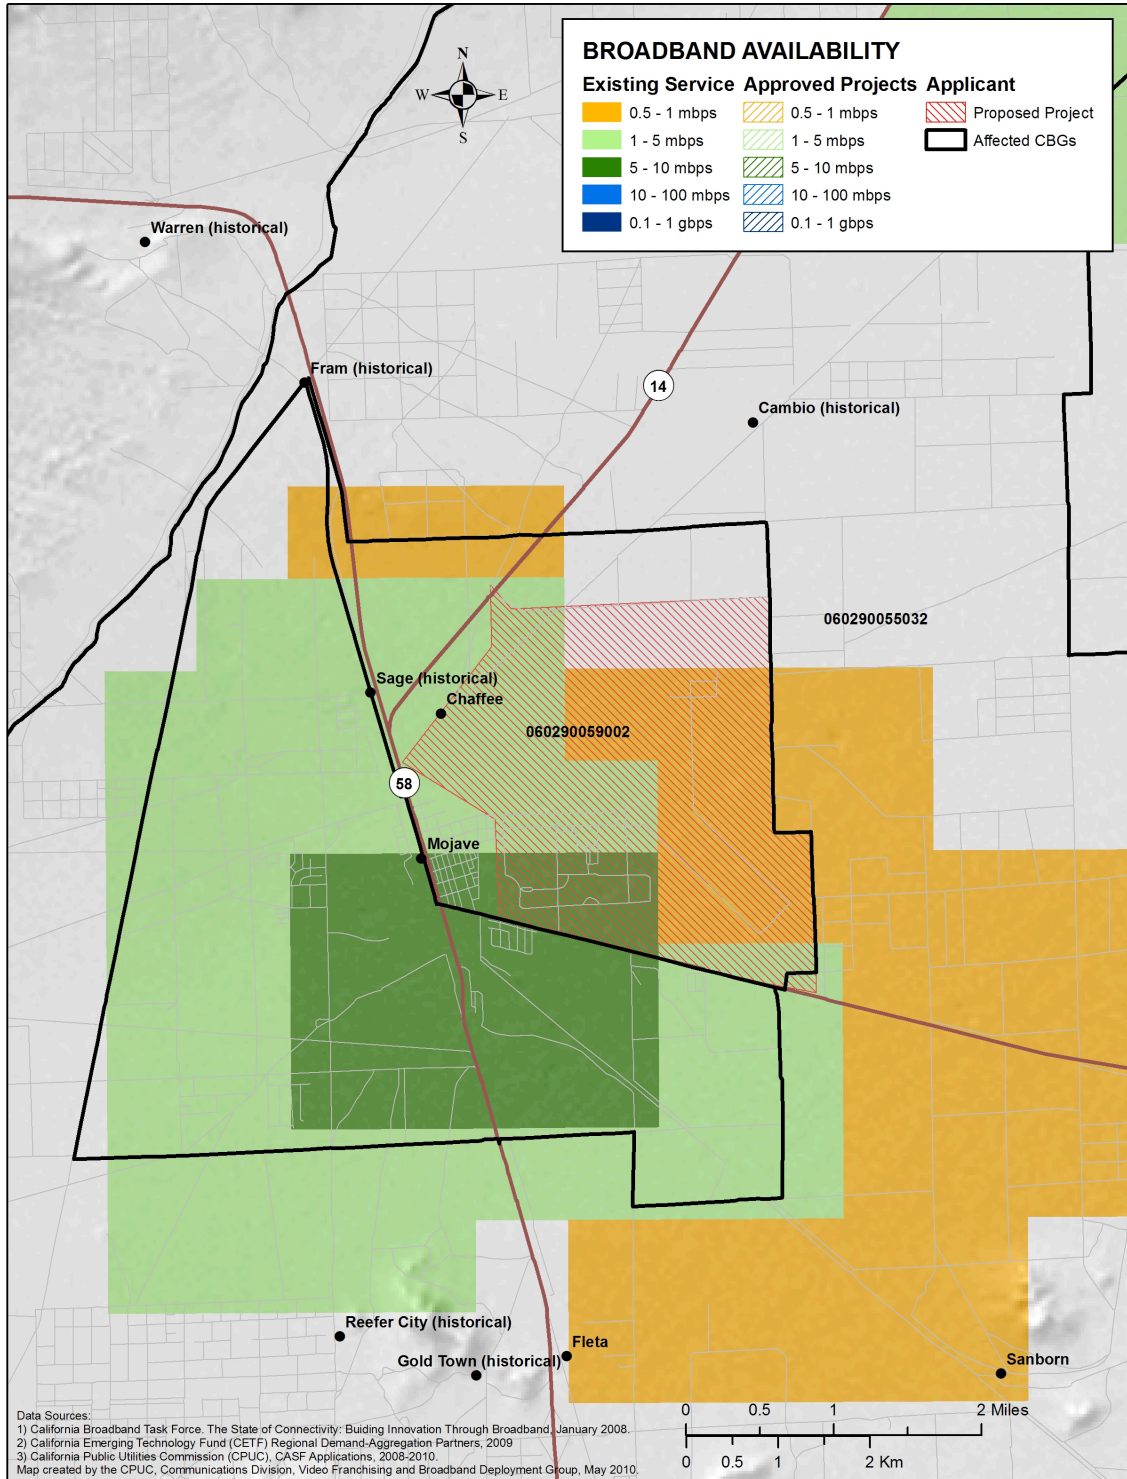 N
W E
S
BROADBAND AVAILABILITY
Existing Service Approved Projects Applicant
0.5 - 1 mbps 0.5 - 1 mbps Proposed Project
1 - 5 mbps 1 - 5 mbps Affected CBGs
5 - 10 mbps 5 - 10 mbps
10 - 100 mbps 10 - 100 mbps
0.1 - 1 gbps 0.1 - 1 gbps
Warren (historical)
Fram (historical)
14
Cambio (historical)
060290055032
Sage (historical)
Chaffee
060290059002
58
Mojave
Reefer City (historical)
Fleta
Gold Town (historical)
Sanborn
0 0.5 1 2 Miles
0 0.5 1 2 Km
Data Sources:
1) California Broadband Task Force. The State of Connectivity: Buiding Innovation Through Broadband, January 2008.
2) California Emerging Technology Fund (CETF) Regional Demand-Aggregation Partners, 2009
3) California Public Utilities Commission (CPUC), CASF Applications, 2008-2010.
Map created by the CPUC, Communications Division, Video Franchising and Broadband Deployment Group, May 2010.